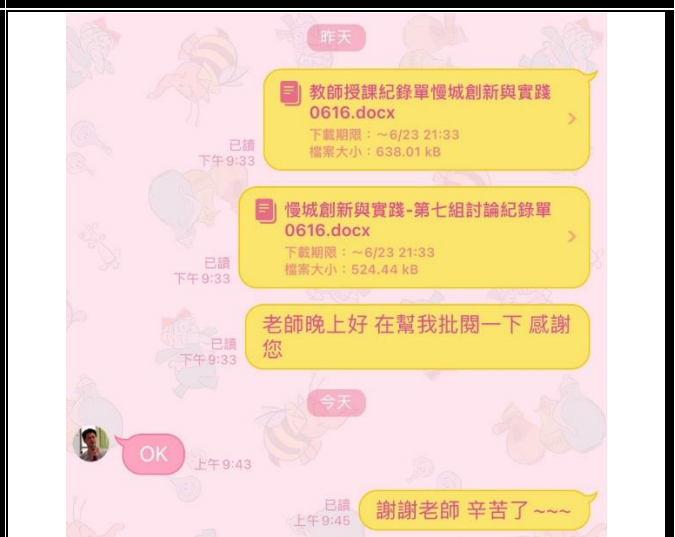 昨天
教師授課紀錄單慢城創新與實踐
0616.docx
下載期限：～6/23 21:33
檔案大小：638.01 kB
已讀
下午9:33
慢城創新與實踐-第七組討論紀錄單
0616.docx
下載期限：～6/23 21:33
檔案大小：524.44 kB
已讀
下午9:33
老師晚上好 在幫我批閱一下 感謝
您
已讀
下午9:33
今天
OK
上午9:43
謝謝老師 辛苦了~~~
已讀
上午9:45